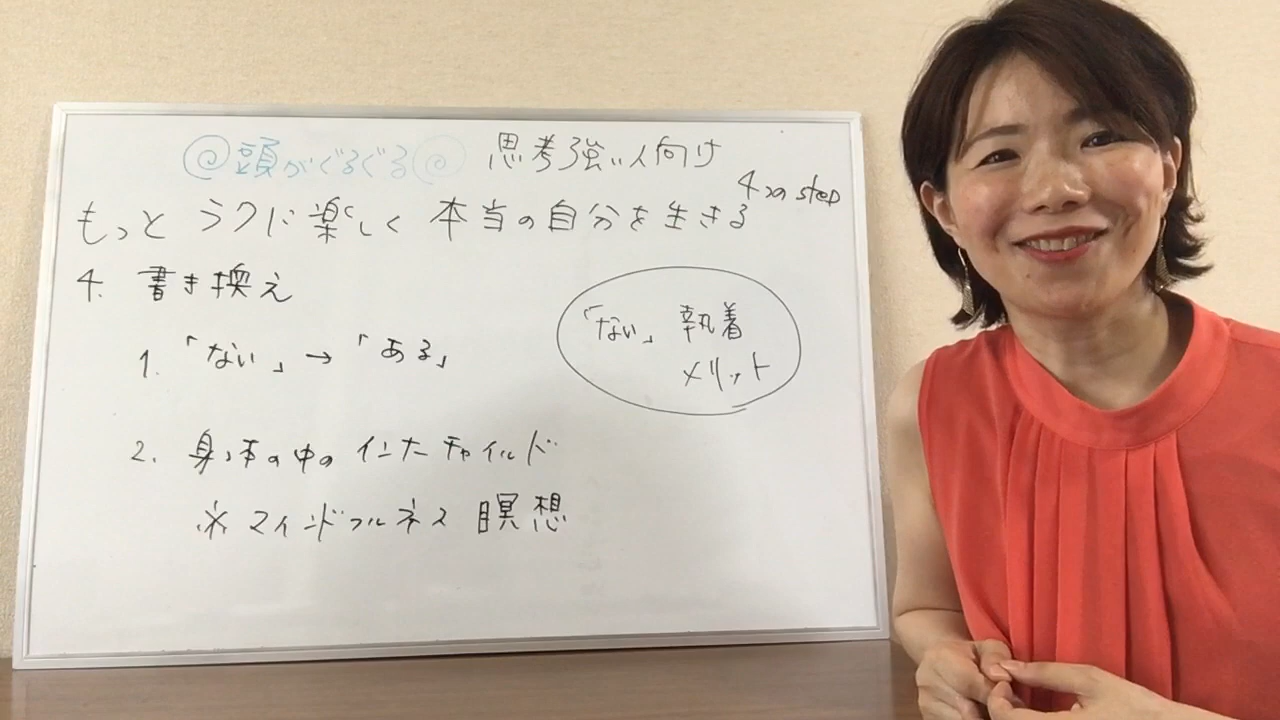 頭がぐるぐる 思考強い人向け
4つのstep
もっとラクに楽しく本当の自分を生きる
4. 書き換え
1. 「ない」→「ある」
「ない」執着
メリット
2. 身体の中のインナーチャイルド
※マインドフルネス 瞑想